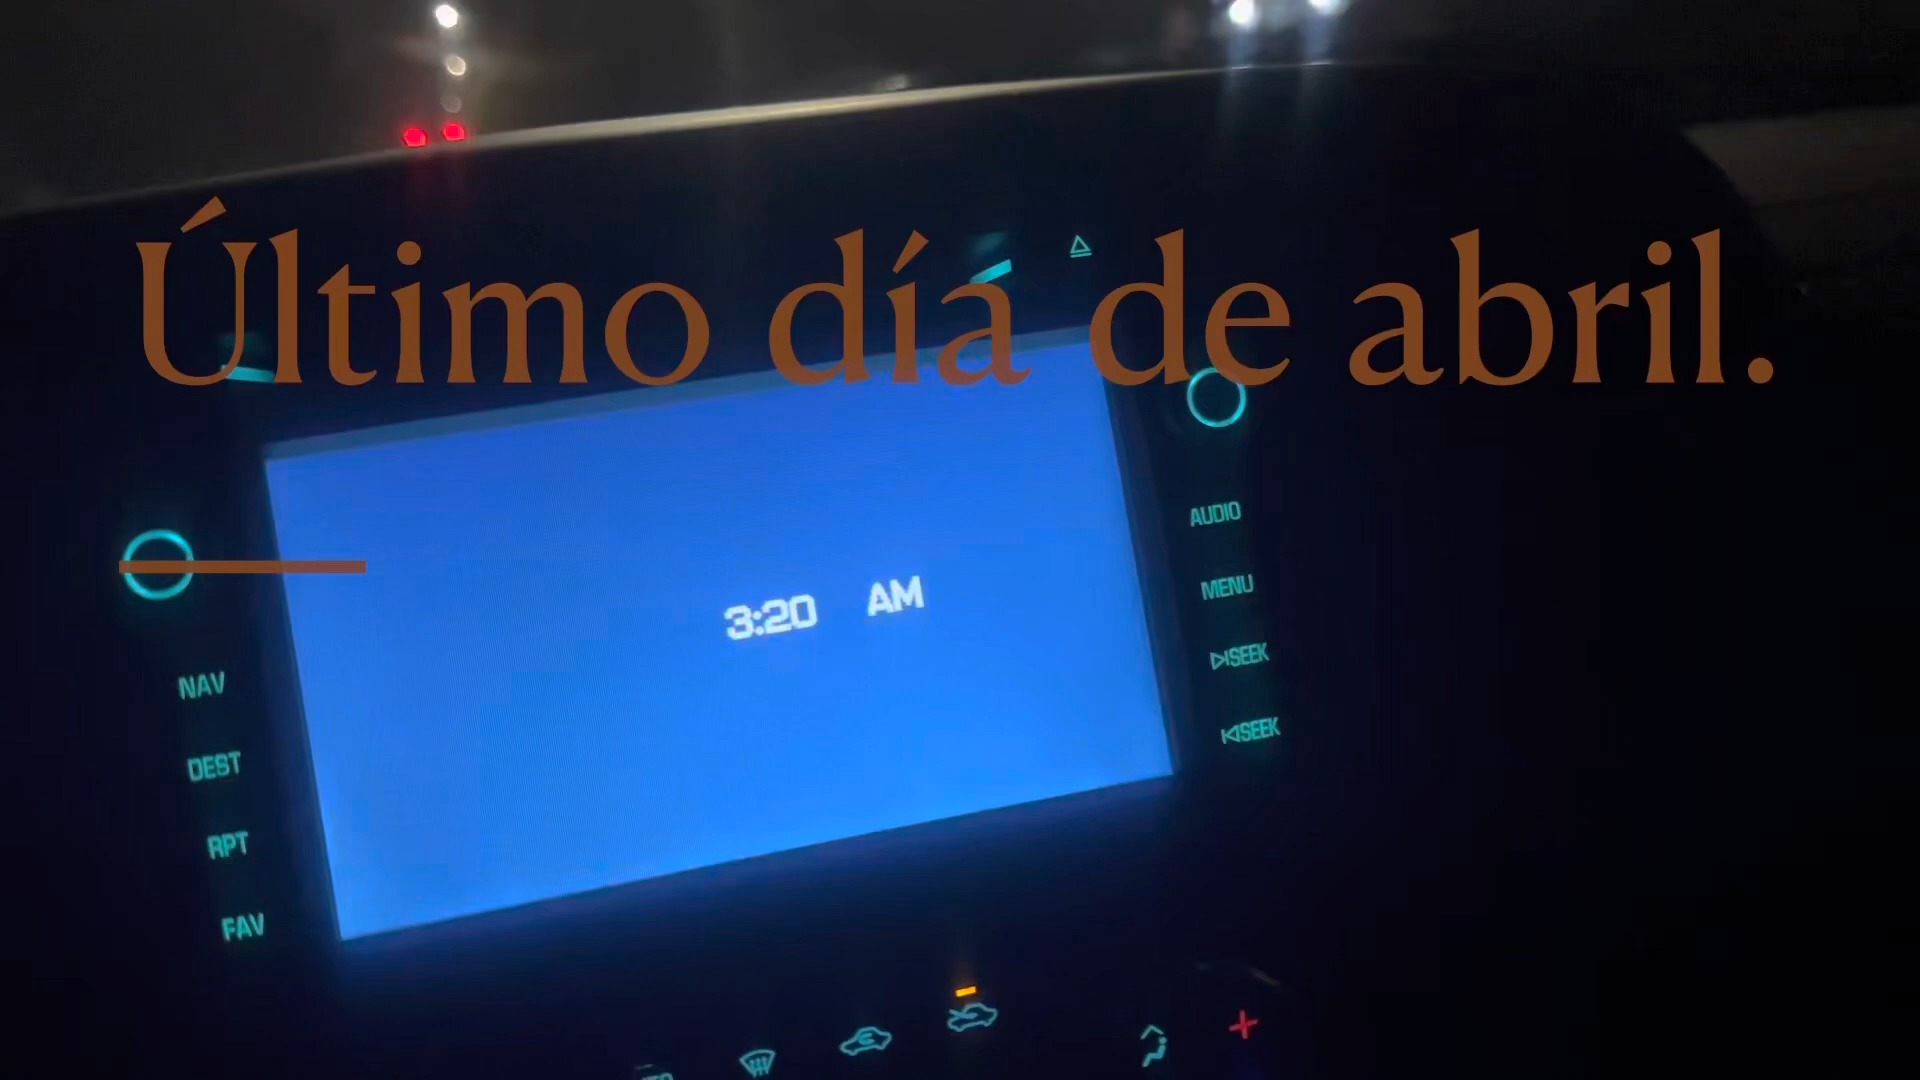 Último día de abril.
AUDIO
3:20 AM
MENU
SEEK
NAV
SEEK
DEST
RPT
FAV